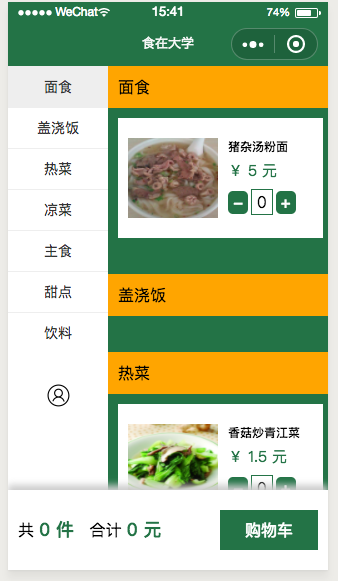 WeChat 15:41 74%
食在大学
面食
盖浇饭
热菜
凉菜
主食
甜点
饮料
面食
猪杂汤粉面
￥ 5 元
- 0 +
盖浇饭
热菜
香菇炒青江菜
￥ 1.5 元
- 0 +
共 0 件 合计 0 元
购物车